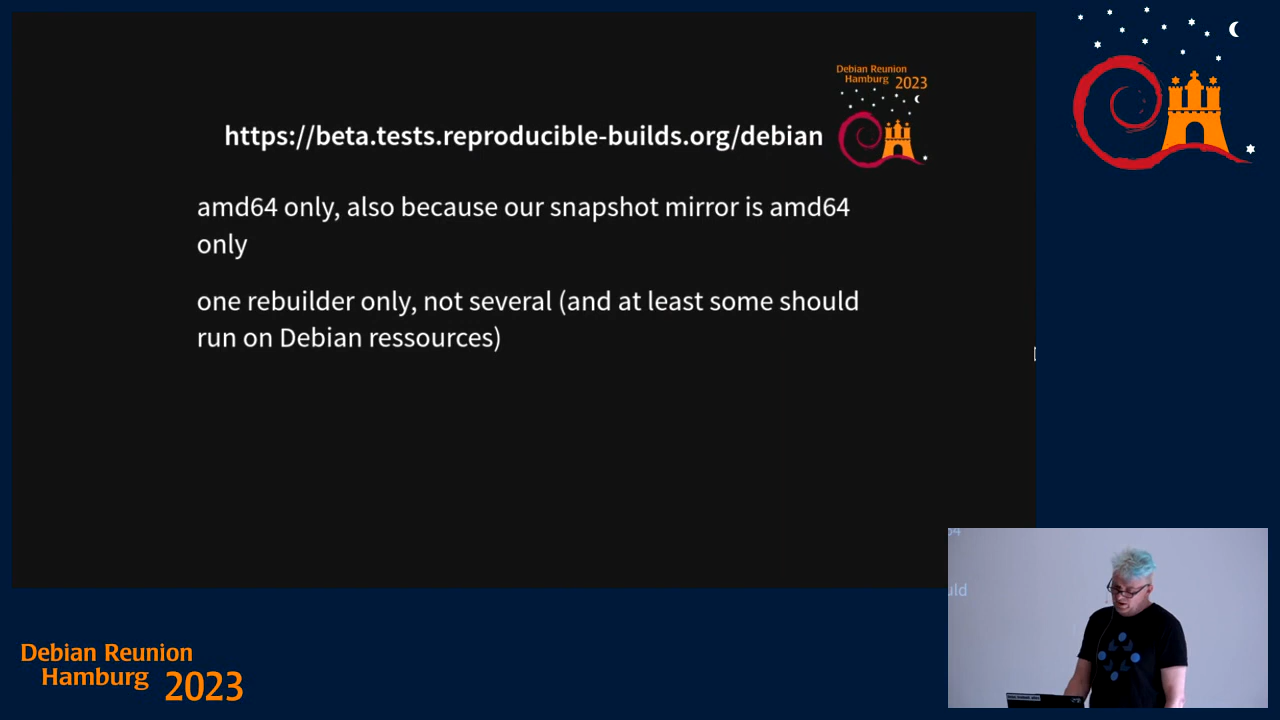 Debian Reunion
Hamburg 2023
https://beta.tests.reproducible-builds.org/debian
amd64 only, also because our snapshot mirror is amd64
only
one rebuilder only, not several (and at least some should
run on Debian ressources)
64
uld
Debian Reunion
Hamburg 2023